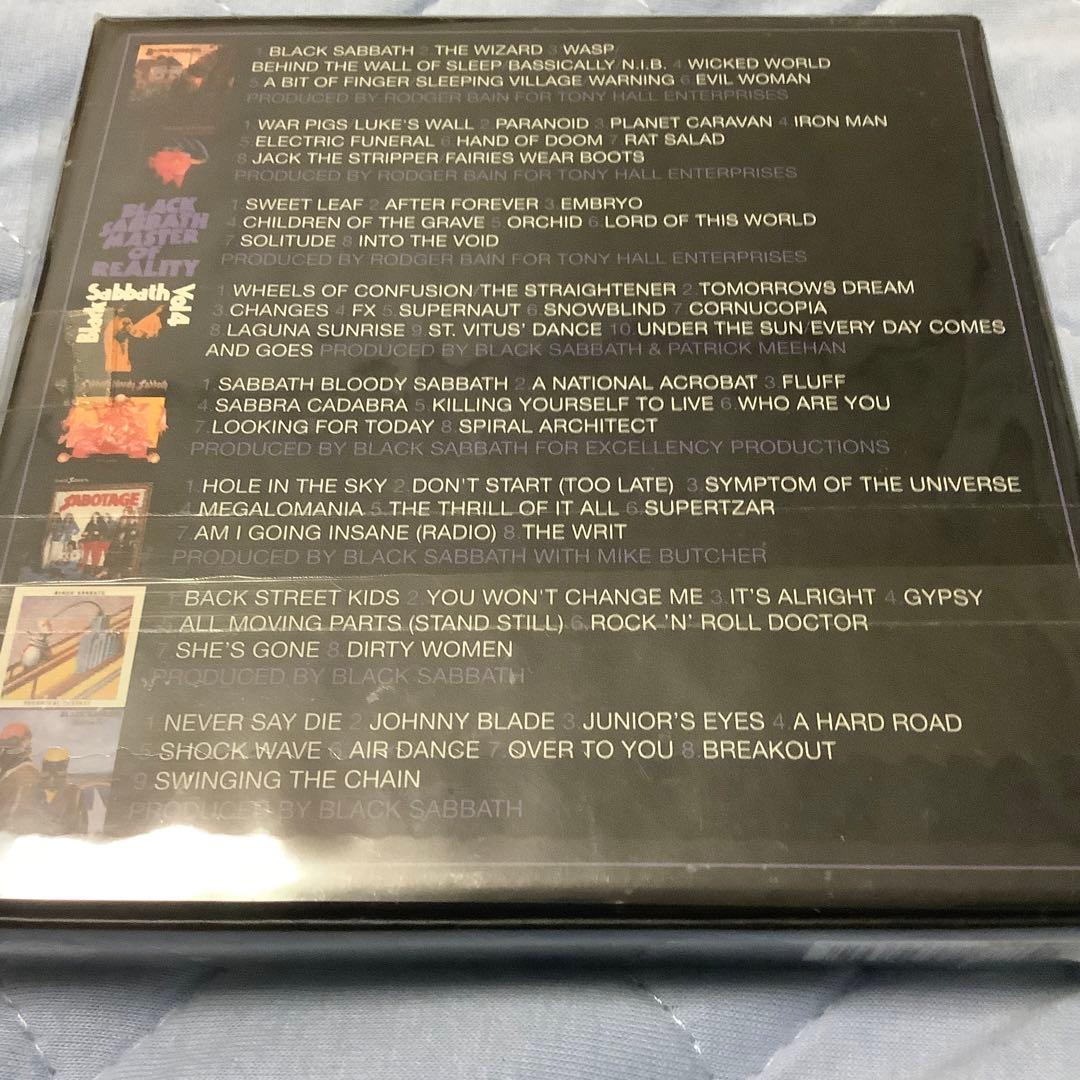 1 BLACK SABBATH 2 THE WIZARD 3 WASP/
BEHIND THE WALL OF SLEEP BASSICALLY/N.I.B. 4 WICKED WORLD
5 A BIT OF FINGER SLEEPING VILLAGE WARNING 6 EVIL WOMAN
PRODUCED BY RODGER BAIN FOR TONY HALL ENTERPRISES
1 WAR PIGS/LUKE'S WALL 2 PARANOID 3 PLANET CARAVAN 4 IRON MAN
5 ELECTRIC FUNERAL 6 HAND OF DOOM 7 RAT SALAD
8 JACK THE STRIPPER/FAIRIES WEAR BOOTS
PRODUCED BY RODGER BAIN FOR TONY HALL ENTERPRISES
BLACK
SABBATH
MASTER
OF
REALITY
1 SWEET LEAF 2 AFTER FOREVER 3 EMBRYO
4 CHILDREN OF THE GRAVE 5 ORCHID 6 LORD OF THIS WORLD
7 SOLITUDE 8 INTO THE VOID
PRODUCED BY RODGER BAIN FOR TONY HALL ENTERPRISES
Black Sabbath Vol 4
1 WHEELS OF CONFUSION/THE STRAIGHTENER 2 TOMORROWS DREAM
3 CHANGES 4 FX 5 SUPERNAUT 6 SNOWBLIND 7 CORNUCOPIA
8 LAGUNA SUNRISE 9 ST. VITUS' DANCE 10 UNDER THE SUN/EVERY DAY COMES
AND GOES PRODUCED BY BLACK SABBATH & PATRICK MEEHAN
1 SABBATH BLOODY SABBATH 2 A NATIONAL ACROBAT 3 FLUFF
4 SABBRA CADABRA 5 KILLING YOURSELF TO LIVE 6 WHO ARE YOU
7 LOOKING FOR TODAY 8 SPIRAL ARCHITECT
PRODUCED BY BLACK SABBATH FOR EXCELLENCY PRODUCTIONS
SABOTAGE
1 HOLE IN THE SKY 2 DON'T START (TOO LATE) 3 SYMPTOM OF THE UNIVERSE
4 MEGALOMANIA 5 THE THRILL OF IT ALL 6 SUPERTZAR
7 AM I GOING INSANE (RADIO) 8 THE WRIT
PRODUCED BY BLACK SABBATH WITH MIKE BUTCHER
BLACK SABBATH
1 BACK STREET KIDS 2 YOU WON'T CHANGE ME 3 IT'S ALRIGHT 4 GYPSY
5 ALL MOVING PARTS (STAND STILL) 6 ROCK 'N' ROLL DOCTOR
7 SHE'S GONE 8 DIRTY WOMEN
PRODUCED BY BLACK SABBATH
1 NEVER SAY DIE 2 JOHNNY BLADE 3 JUNIOR'S EYES 4 A HARD ROAD
5 SHOCK WAVE 6 AIR DANCE 7 OVER TO YOU 8 BREAKOUT
9 SWINGING THE CHAIN
PRODUCED BY BLACK SABBATH